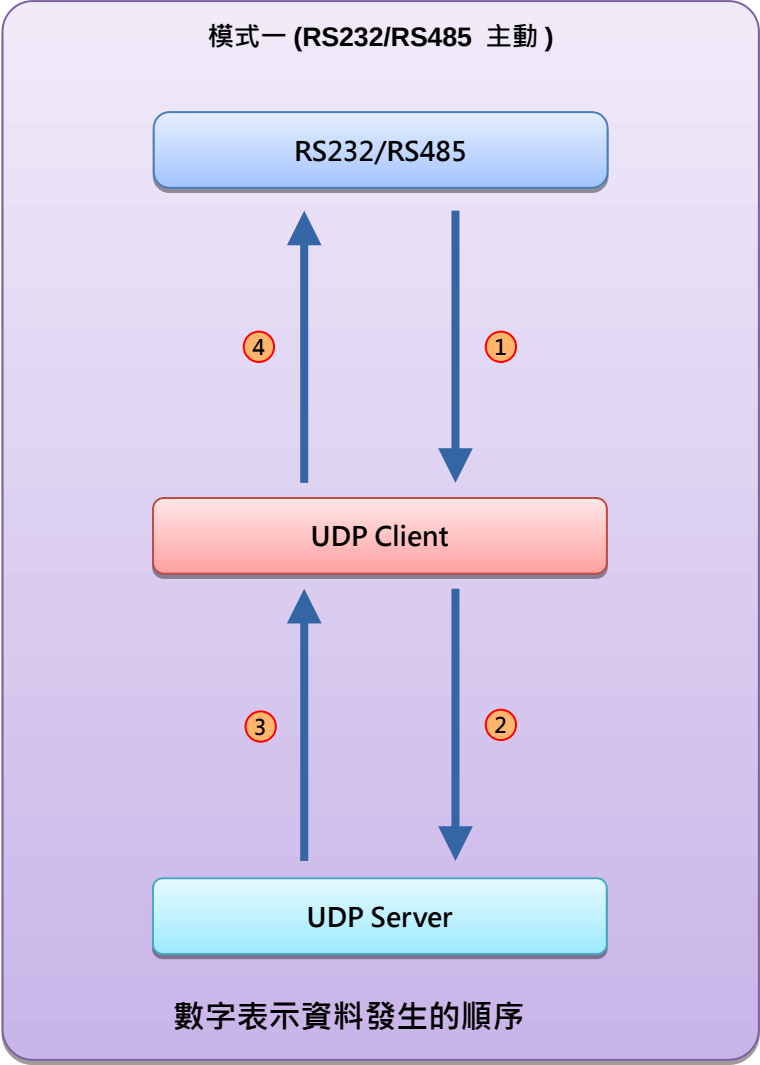 模式一 (RS232/RS485 主動 )
RS232/RS485
4
1
UDP Client
3
2
UDP Server
數字表示資料發生的順序